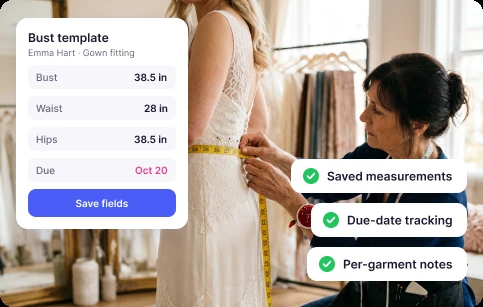 Bust template
Emma Hart · Gown fitting
Bust 38.5 in
Waist 28 in
Hips 38.5 in
Due Oct 20
Save fields
Saved measurements
Due-date tracking
Per-garment notes